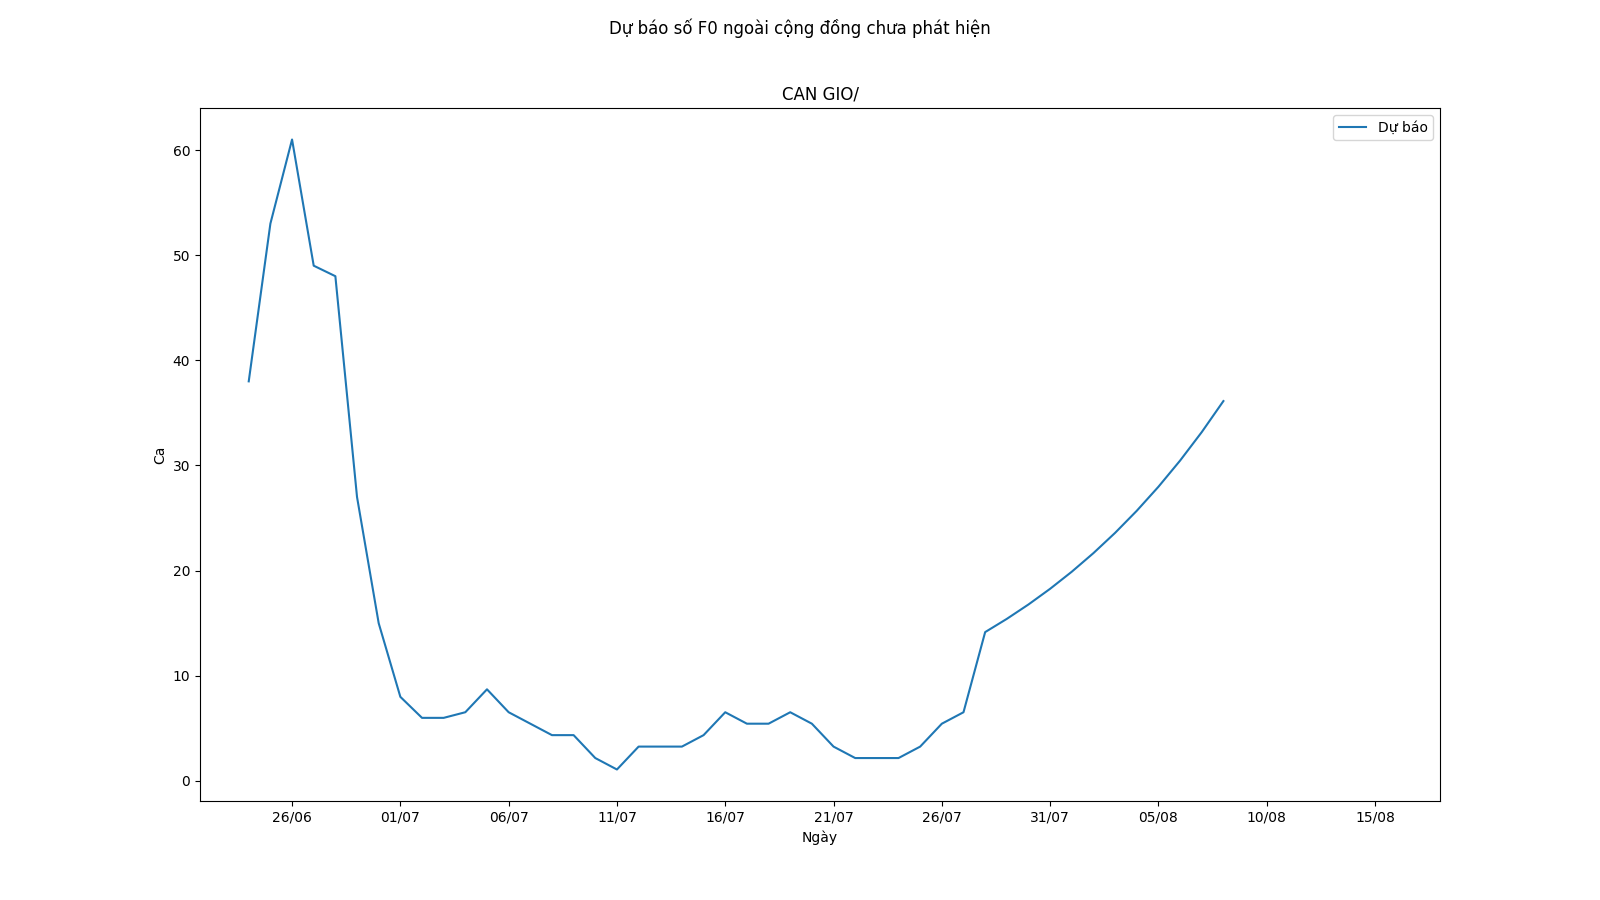 Dự báo số F0 ngoài cộng đồng chưa phát hiện
CAN GIO/
Dự báo
60
50
40
30
20
10
0
Ca
26/06 01/07 06/07 11/07 16/07 21/07 26/07 31/07 05/08 10/08 15/08
Ngày